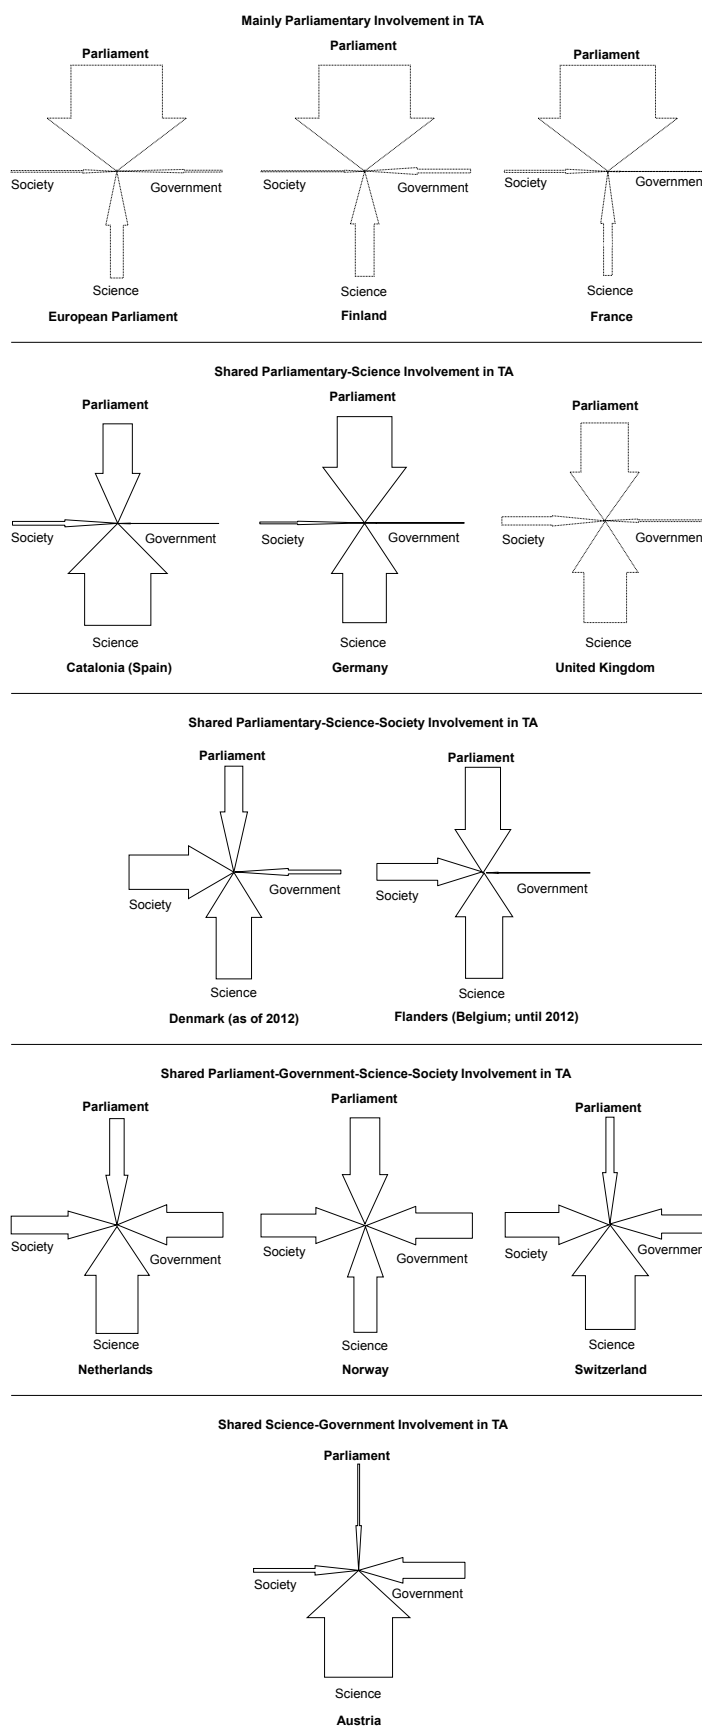 Mainly Parliamentary Involvement in TA
Parliament
Parliament
Parliament
Society
Government
Society
Government
Society
Government
Science
Science
Science
European Parliament
Finland
France
Shared Parliamentary-Science Involvement in TA
Parliament
Parliament
Parliament
Society
Government
Society
Government
Society
Government
Science
Science
Science
Catalonia (Spain)
Germany
United Kingdom
Shared Parliamentary-Science-Society Involvement in TA
Parliament
Parliament
Society
Government
Society
Government
Science
Science
Denmark (as of 2012)
Flanders (Belgium; until 2012)
Shared Parliament-Government-Science-Society Involvement in TA
Parliament
Parliament
Parliament
Society
Government
Society
Government
Society
Government
Science
Science
Science
Netherlands
Norway
Switzerland
Shared Science-Government Involvement in TA
Parliament
Society
Government
Science
Austria